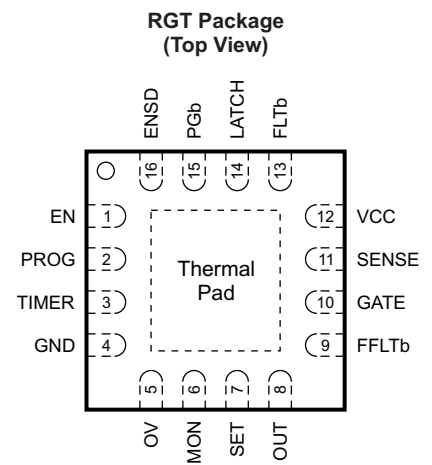 RGT Package
(Top View)
ENSD
PGb
LATCH
FLTb
16
15
14
13
EN 1
12 VCC
PROG 2
11 SENSE
Thermal
Pad
TIMER 3
10 GATE
GND 4
9 FFLTb
5
6
7
8
OV
MON
SET
OUT